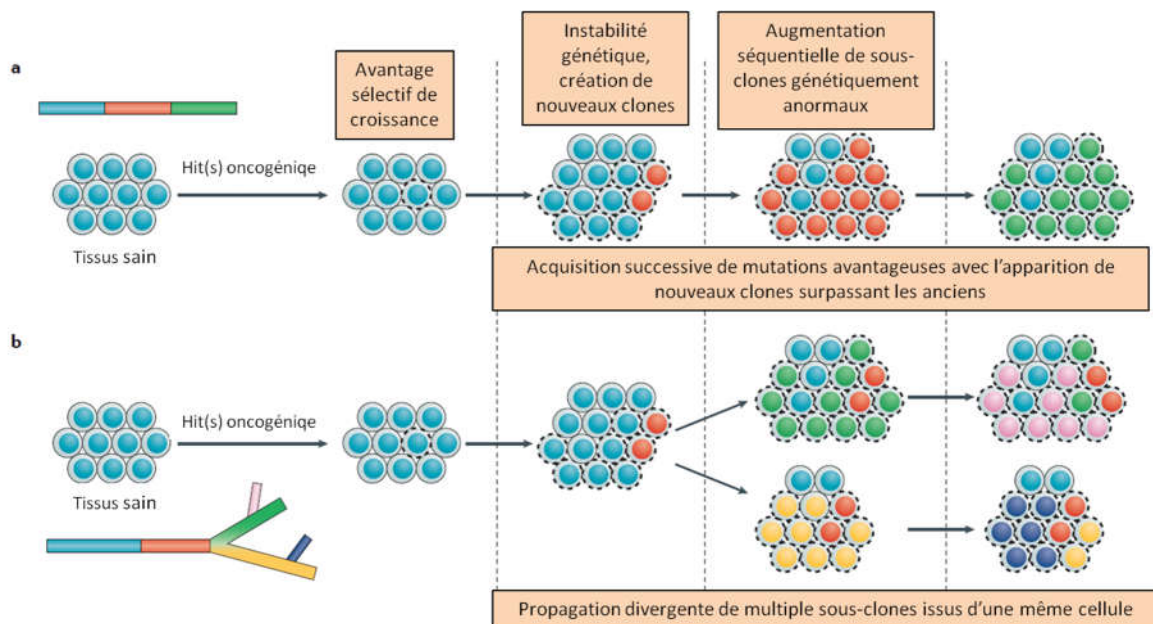 a
Avantage
sélectif de
croissance
Instabilité
génétique,
création de
nouveaux clones
Augmentation
séquentielle de sous-
clones génétiquement
anormaux
Hit(s) oncogéniqe
Tissus sain
Acquisition successive de mutations avantageuses avec l'apparition de
nouveaux clones surpassant les anciens
b
Hit(s) oncogéniqe
Tissus sain
Propagation divergente de multiple sous-clones issus d'une même cellule